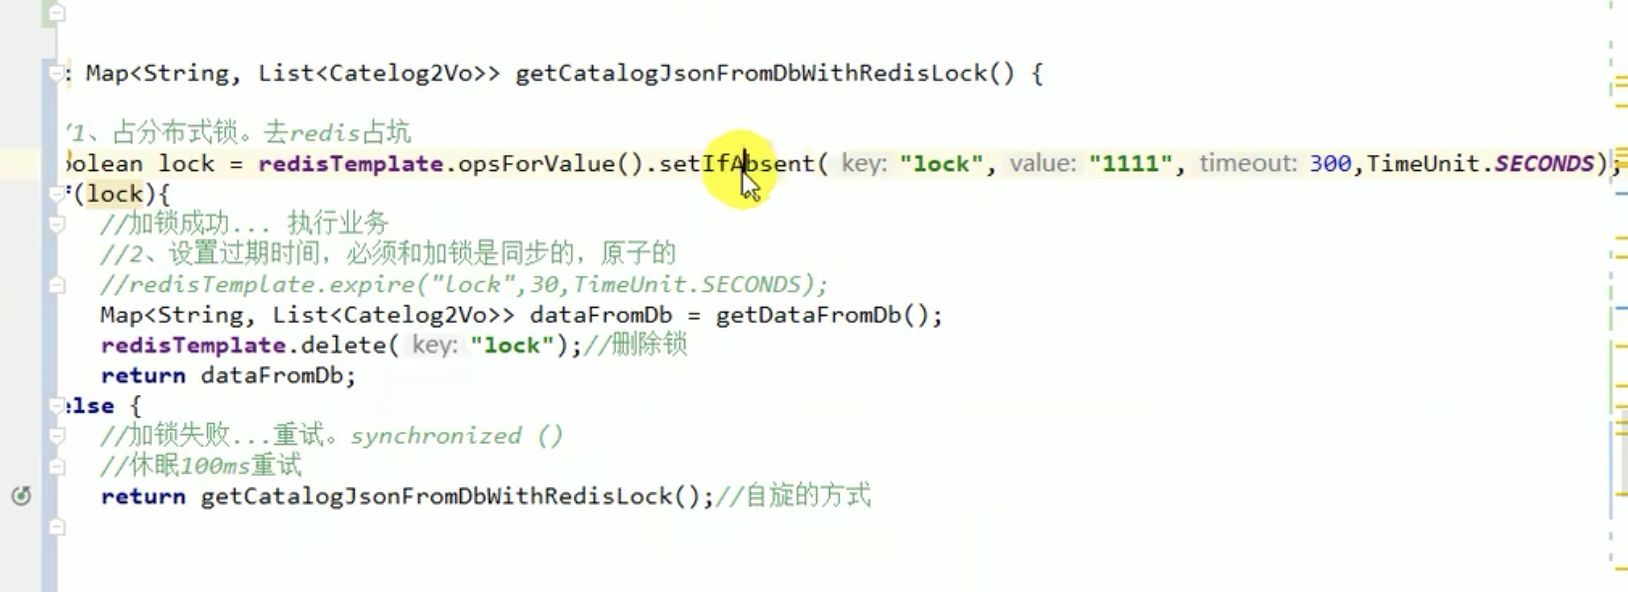 : Map<String, List<Catelog2Vo>> getCatalogJsonFromDbWithRedisLock() {
/1、占分布式锁。去redis占坑
oolean lock = redisTemplate.opsForValue().setIfAbsent( key: "lock", value: "1111", timeout: 300,TimeUnit.SECONDS);
f(lock){
//加锁成功... 执行业务
//2、设置过期时间，必须和加锁是同步的，原子的
//redisTemplate.expire("lock",30,TimeUnit.SECONDS);
Map<String, List<Catelog2Vo>> dataFromDb = getDataFromDb();
redisTemplate.delete( key: "lock");//删除锁
return dataFromDb;
else {
//加锁失败...重试。synchronized ()
//休眠100ms重试
return getCatalogJsonFromDbWithRedisLock();//自旋的方式